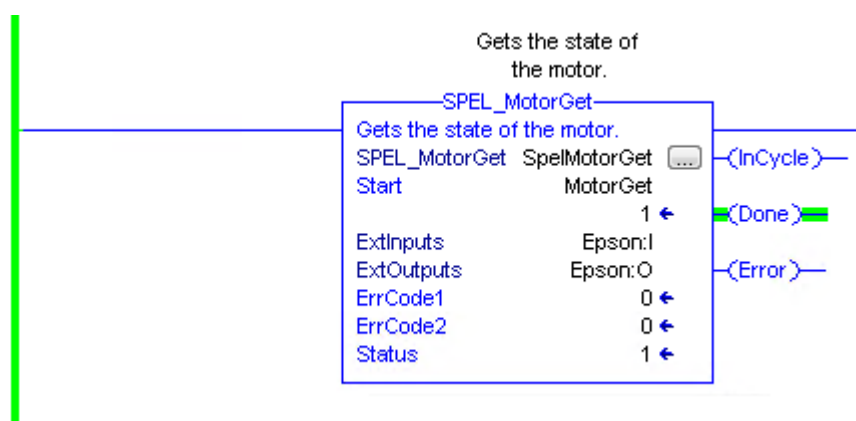 Gets the state of
the motor.
SPEL_MotorGet
Gets the state of the motor.
SPEL_MotorGet SpelMotorGet ... (InCycle)
Start MotorGet
1 (Done)
ExtInputs Epson:I
ExtOutputs Epson:O (Error)
ErrCode1 0
ErrCode2 0
Status 1